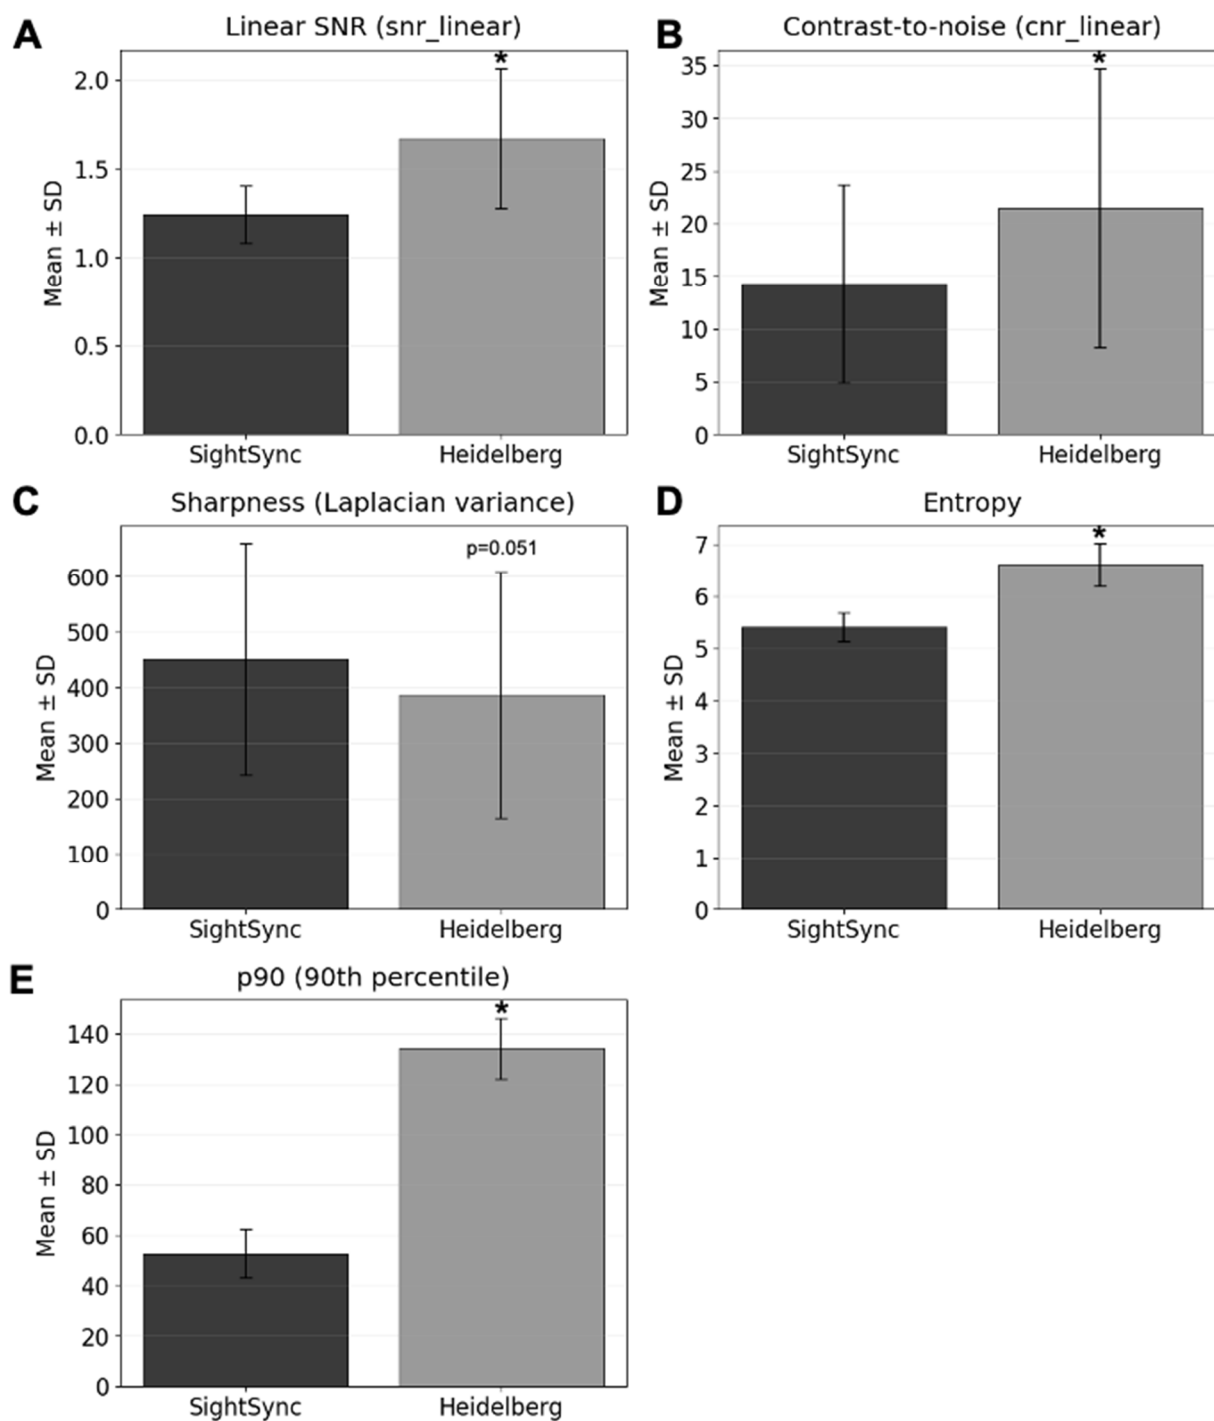 A
Linear SNR (snr_linear)
*
2.0
1.5
1.0
0.5
0.0
Mean ± SD
SightSync
Heidelberg
B
Contrast-to-noise (cnr_linear)
*
35
30
25
20
15
10
5
0
Mean ± SD
SightSync
Heidelberg
C
Sharpness (Laplacian variance)
p=0.051
600
500
400
300
200
100
0
Mean ± SD
SightSync
Heidelberg
D
Entropy
*
7
6
5
4
3
2
1
0
Mean ± SD
SightSync
Heidelberg
E
p90 (90th percentile)
*
140
120
100
80
60
40
20
0
Mean ± SD
SightSync
Heidelberg